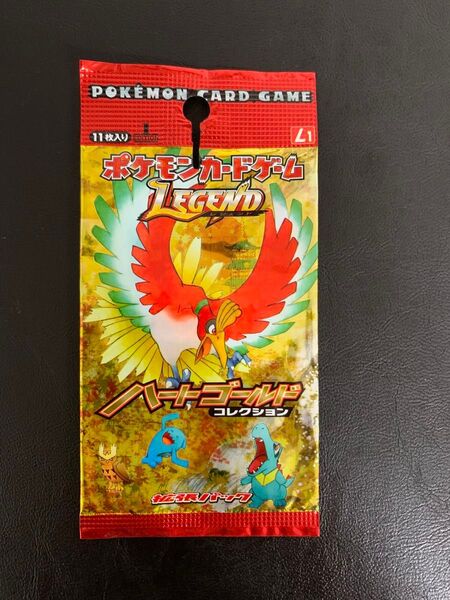 POKÉMON CARD GAME
11枚入り
L1
ポケモンカードゲーム
LEGEND
ハートゴールド
コレクション
拡張パック